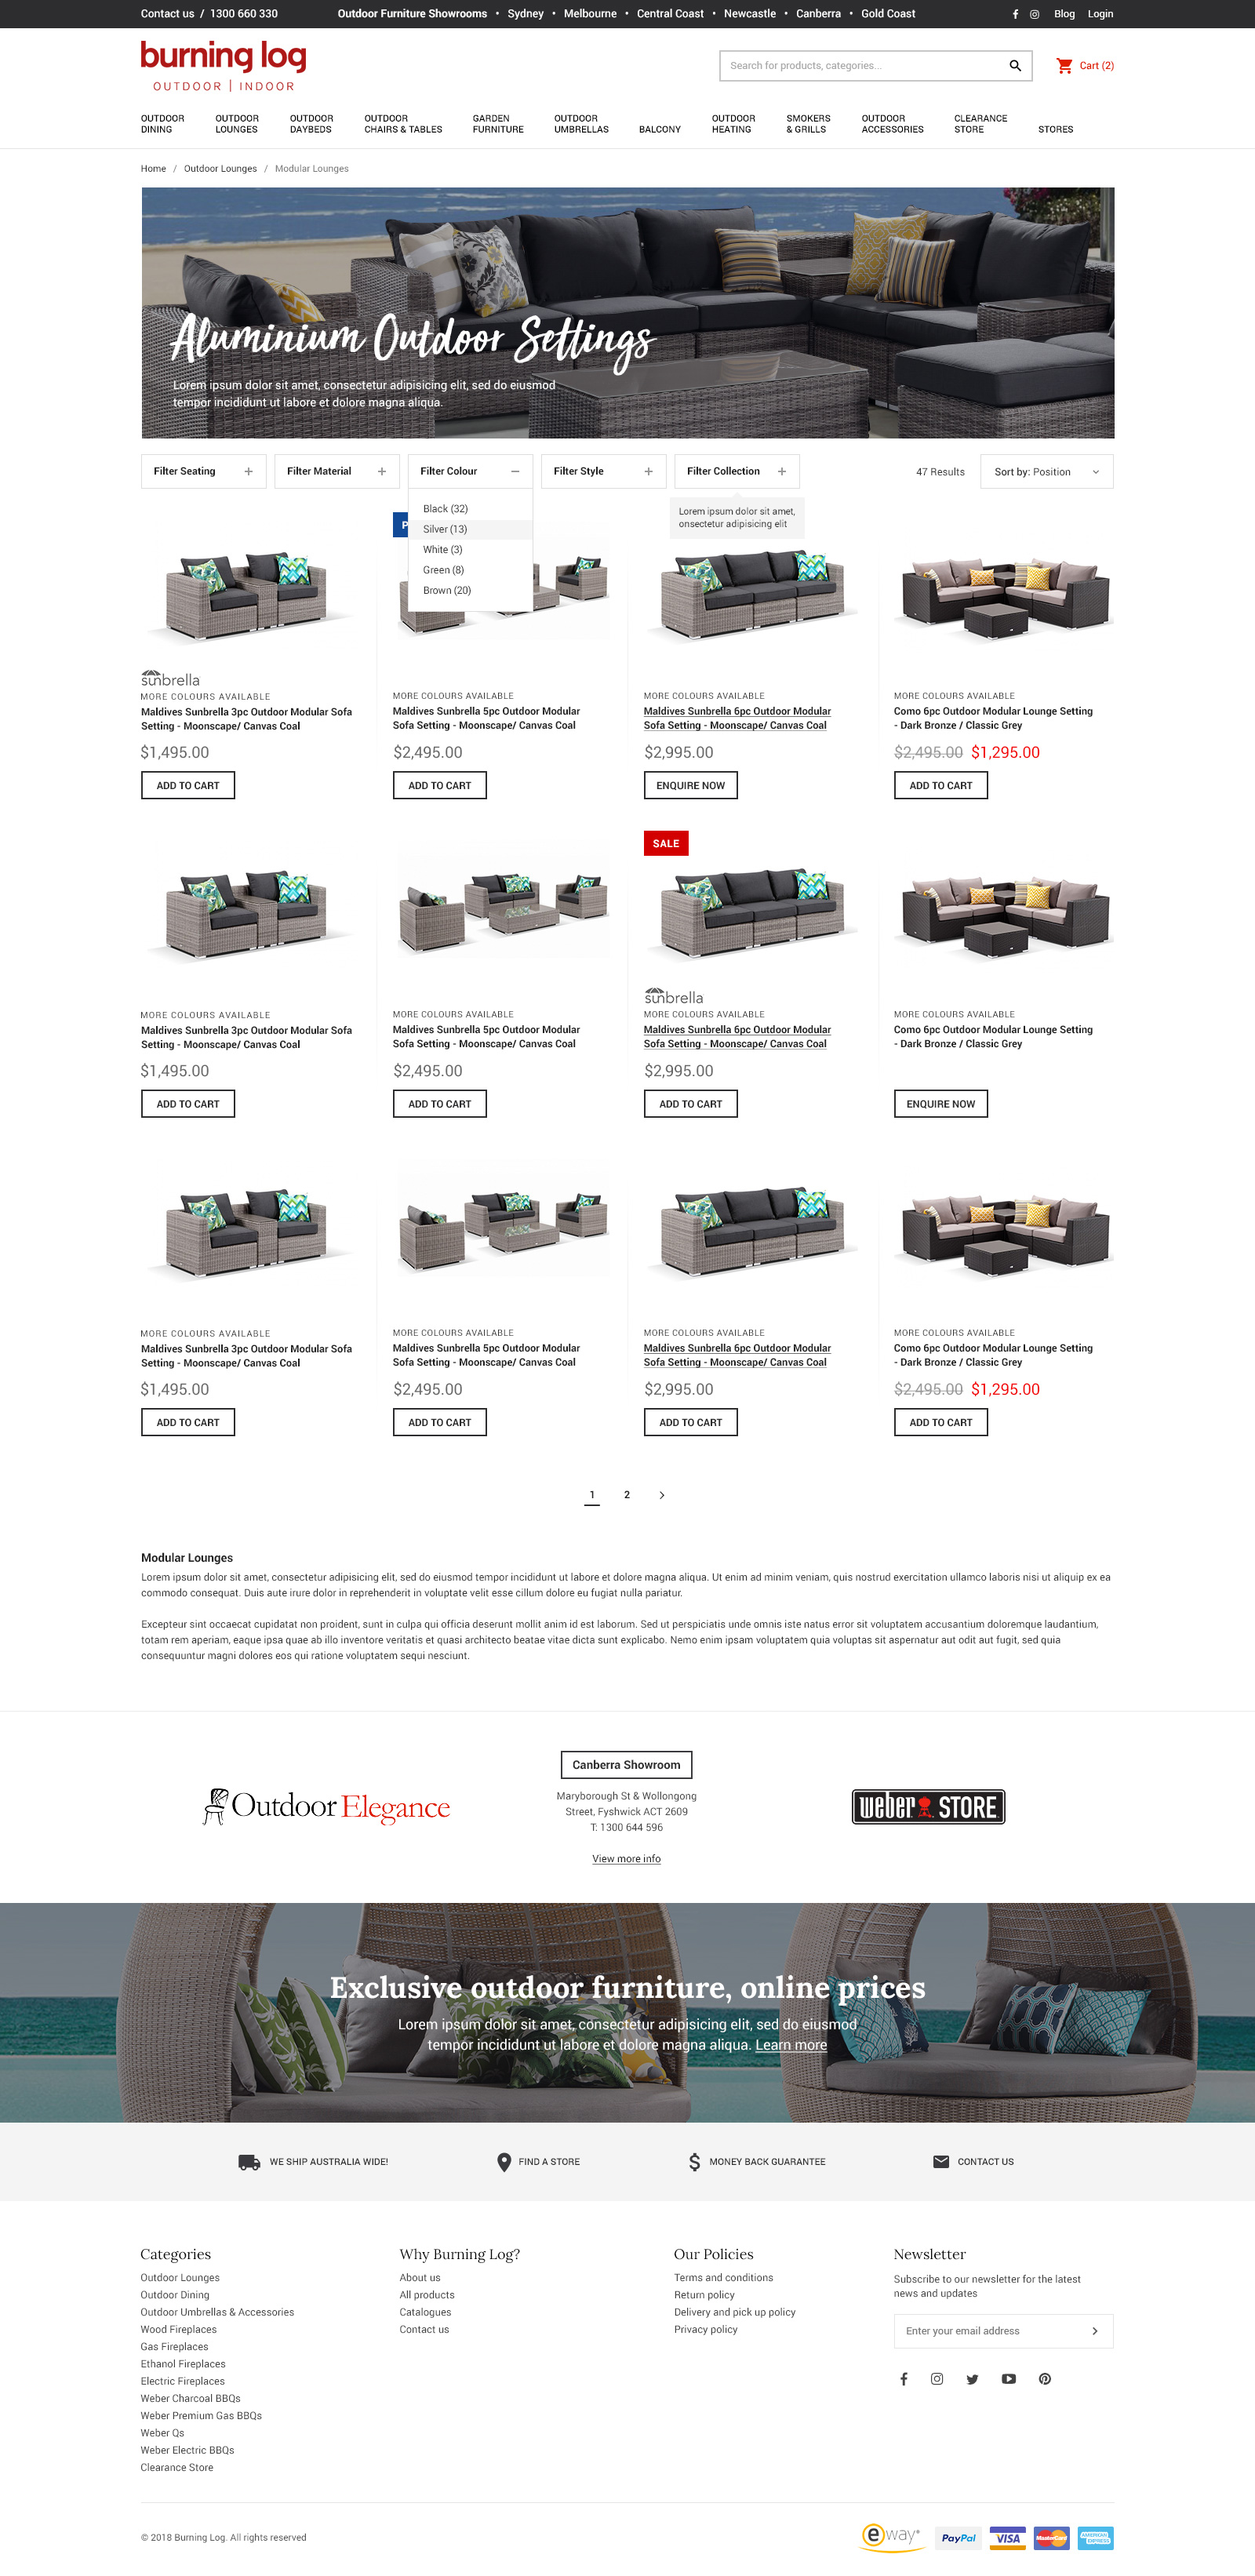 Contact us / 1300 660 330
Outdoor Furniture Showrooms • Sydney • Melbourne • Central Coast • Newcastle • Canberra • Gold Coast
Blog Login
burning log
OUTDOOR | INDOOR
Search for products, categories...
Cart (2)
OUTDOOR DINING
OUTDOOR LOUNGES
OUTDOOR DAYBEDS
OUTDOOR CHAIRS & TABLES
GARDEN FURNITURE
OUTDOOR UMBRELLAS
BALCONY
OUTDOOR HEATING
SMOKERS & GRILLS
OUTDOOR ACCESSORIES
CLEARANCE STORE
STORES
Home / Outdoor Lounges / Modular Lounges
Aluminium Outdoor Settings
Lorem ipsum dolor sit amet, consectetur adipisicing elit, sed do eiusmod
tempor incididunt ut labore et dolore magna aliqua.
Filter Seating +
Filter Material +
Filter Colour −
Filter Style +
Filter Collection +
47 Results
Sort by: Position
Black (32)
Silver (13)
White (3)
Green (8)
Brown (20)
Lorem ipsum dolor sit amet,
onsectetur adipisicing elit
P
sunbrella
MORE COLOURS AVAILABLE
Maldives Sunbrella 3pc Outdoor Modular Sofa
Setting - Moonscape/ Canvas Coal
$1,495.00
ADD TO CART
MORE COLOURS AVAILABLE
Maldives Sunbrella 5pc Outdoor Modular
Sofa Setting - Moonscape/ Canvas Coal
$2,495.00
ADD TO CART
MORE COLOURS AVAILABLE
Maldives Sunbrella 6pc Outdoor Modular
Sofa Setting - Moonscape/ Canvas Coal
$2,995.00
ENQUIRE NOW
MORE COLOURS AVAILABLE
Como 6pc Outdoor Modular Lounge Setting
- Dark Bronze / Classic Grey
$2,495.00 $1,295.00
ADD TO CART
MORE COLOURS AVAILABLE
Maldives Sunbrella 3pc Outdoor Modular Sofa
Setting - Moonscape/ Canvas Coal
$1,495.00
ADD TO CART
MORE COLOURS AVAILABLE
Maldives Sunbrella 5pc Outdoor Modular
Sofa Setting - Moonscape/ Canvas Coal
$2,495.00
ADD TO CART
SALE
sunbrella
MORE COLOURS AVAILABLE
Maldives Sunbrella 6pc Outdoor Modular
Sofa Setting - Moonscape/ Canvas Coal
$2,995.00
ADD TO CART
MORE COLOURS AVAILABLE
Como 6pc Outdoor Modular Lounge Setting
- Dark Bronze / Classic Grey
ENQUIRE NOW
MORE COLOURS AVAILABLE
Maldives Sunbrella 3pc Outdoor Modular Sofa
Setting - Moonscape/ Canvas Coal
$1,495.00
ADD TO CART
MORE COLOURS AVAILABLE
Maldives Sunbrella 5pc Outdoor Modular
Sofa Setting - Moonscape/ Canvas Coal
$2,495.00
ADD TO CART
MORE COLOURS AVAILABLE
Maldives Sunbrella 6pc Outdoor Modular
Sofa Setting - Moonscape/ Canvas Coal
$2,995.00
ADD TO CART
MORE COLOURS AVAILABLE
Como 6pc Outdoor Modular Lounge Setting
- Dark Bronze / Classic Grey
$2,495.00 $1,295.00
ADD TO CART
1 2 >
Modular Lounges
Lorem ipsum dolor sit amet, consectetur adipisicing elit, sed do eiusmod tempor incididunt ut labore et dolore magna aliqua. Ut enim ad minim veniam, quis nostrud exercitation ullamco laboris nisi ut aliquip ex ea
commodo consequat. Duis aute irure dolor in reprehenderit in voluptate velit esse cillum dolore eu fugiat nulla pariatur.
Excepteur sint occaecat cupidatat non proident, sunt in culpa qui officia deserunt mollit anim id est laborum. Sed ut perspiciatis unde omnis iste natus error sit voluptatem accusantium doloremque laudantium,
totam rem aperiam, eaque ipsa quae ab illo inventore veritatis et quasi architecto beatae vitae dicta sunt explicabo. Nemo enim ipsam voluptatem quia voluptas sit aspernatur aut odit aut fugit, sed quia
consequuntur magni dolores eos qui ratione voluptatem sequi nesciunt.
Outdoor Elegance
Canberra Showroom
Maryborough St & Wollongong
Street, Fyshwick ACT 2609
T: 1300 644 596
View more info
weber STORE
Exclusive outdoor furniture, online prices
Lorem ipsum dolor sit amet, consectetur adipisicing elit, sed do eiusmod
tempor incididunt ut labore et dolore magna aliqua. Learn more
WE SHIP AUSTRALIA WIDE!
FIND A STORE
MONEY BACK GUARANTEE
CONTACT US
Categories
Outdoor Lounges
Outdoor Dining
Outdoor Umbrellas & Accessories
Wood Fireplaces
Gas Fireplaces
Ethanol Fireplaces
Electric Fireplaces
Weber Charcoal BBQs
Weber Premium Gas BBQs
Weber Qs
Weber Electric BBQs
Clearance Store
Why Burning Log?
About us
All products
Catalogues
Contact us
Our Policies
Terms and conditions
Return policy
Delivery and pick up policy
Privacy policy
Newsletter
Subscribe to our newsletter for the latest
news and updates
Enter your email address
© 2018 Burning Log. All rights reserved
eway
PayPal
VISA
MasterCard
AMERICAN EXPRESS